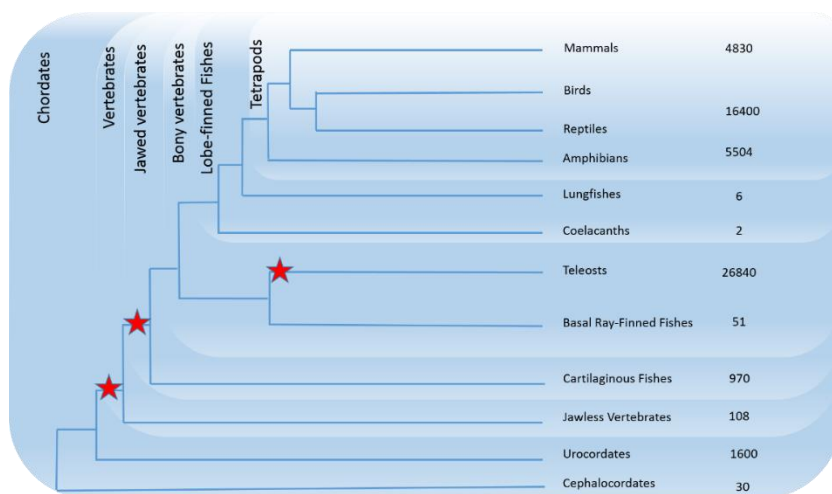 Chordates
Vertebrates
Jawed vertebrates
Bony vertebrates
Lobe-finned Fishes
Tetrapods
Mammals 4830
Birds
16400
Reptiles
Amphibians 5504
Lungfishes 6
Coelacanths 2
Teleosts 26840
Basal Ray-Finned Fishes 51
Cartilaginous Fishes 970
Jawless Vertebrates 108
Urocordates 1600
Cephalocordates 30